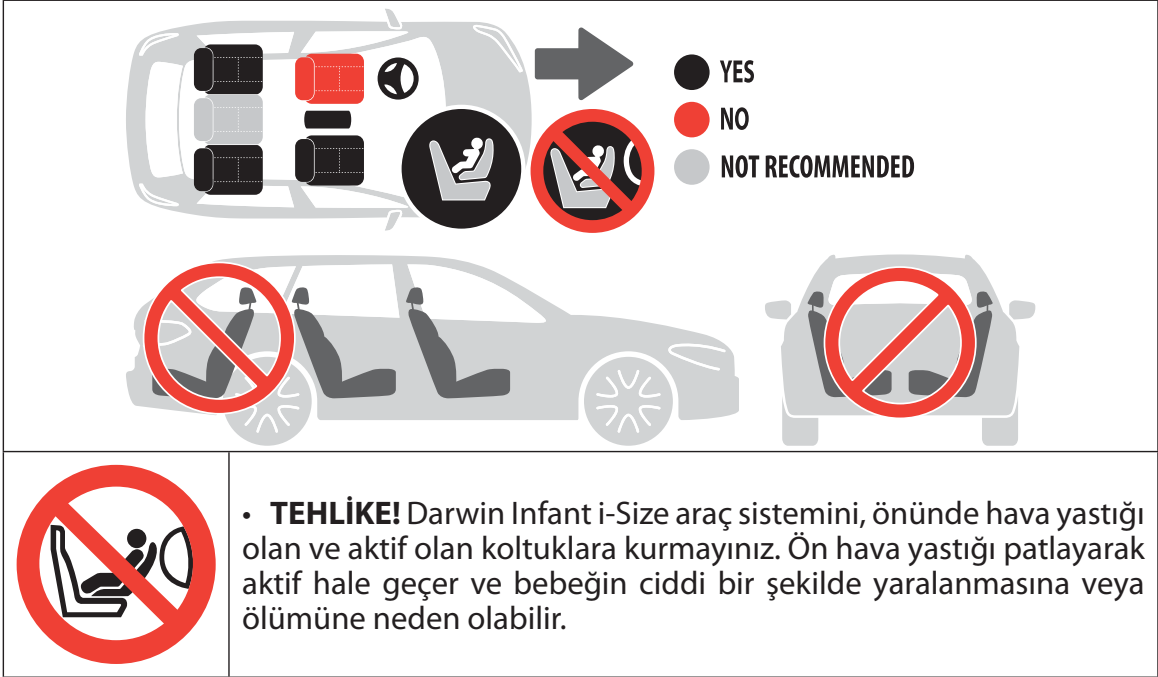 YES
NO
NOT RECOMMENDED
• TEHLİKE! Darwin Infant i-Size araç sistemini, önünde hava yastığı
olan ve aktif olan koltuklara kurmayınız. Ön hava yastığı patlayarak
aktif hale geçer ve bebeğin ciddi bir şekilde yaralanmasına veya
ölümüne neden olabilir.